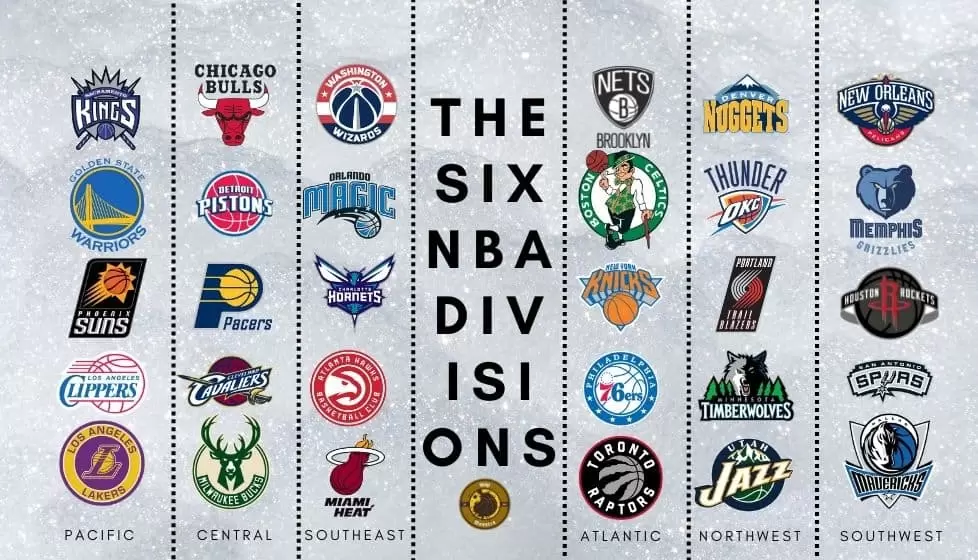 SACRAMENTO
KINGS
GOLDEN STATE
WARRIORS
PHOENIX
SUNS
LOS ANGELES
CLIPPERS
LOS ANGELES
LAKERS
PACIFIC
CHICAGO
BULLS
DETROIT
PISTONS
Pacers
CLEVELAND
CAVALIERS
MILWAUKEE BUCKS
CENTRAL
WASHINGTON
WIZARDS
ORLANDO
MAGIC
CHARLOTTE
HORNETS
ATLANTA HAWKS
BASKETBALL CLUB
MIAMI
HEAT
SOUTHEAST
THE
SIX
NBA
DIV
ISI
ONS
NETS
B
BROOKLYN
BOSTON
CELTICS
NEW YORK
KNICKS
PHILADELPHIA
76ers
TORONTO
RAPTORS
ATLANTIC
DENVER
NUGGETS
THUNDER
OKC
PORTLAND
TRAIL
BLAZERS
MINNESOTA
TIMBERWOLVES
UTAH
JAZZ
NORTHWEST
NEW ORLEANS
PELICANS
MEMPHIS
GRIZZLIES
HOUSTON R ROCKETS
SAN ANTONIO
SPURS
DALLAS
MAVERICKS
SOUTHWEST